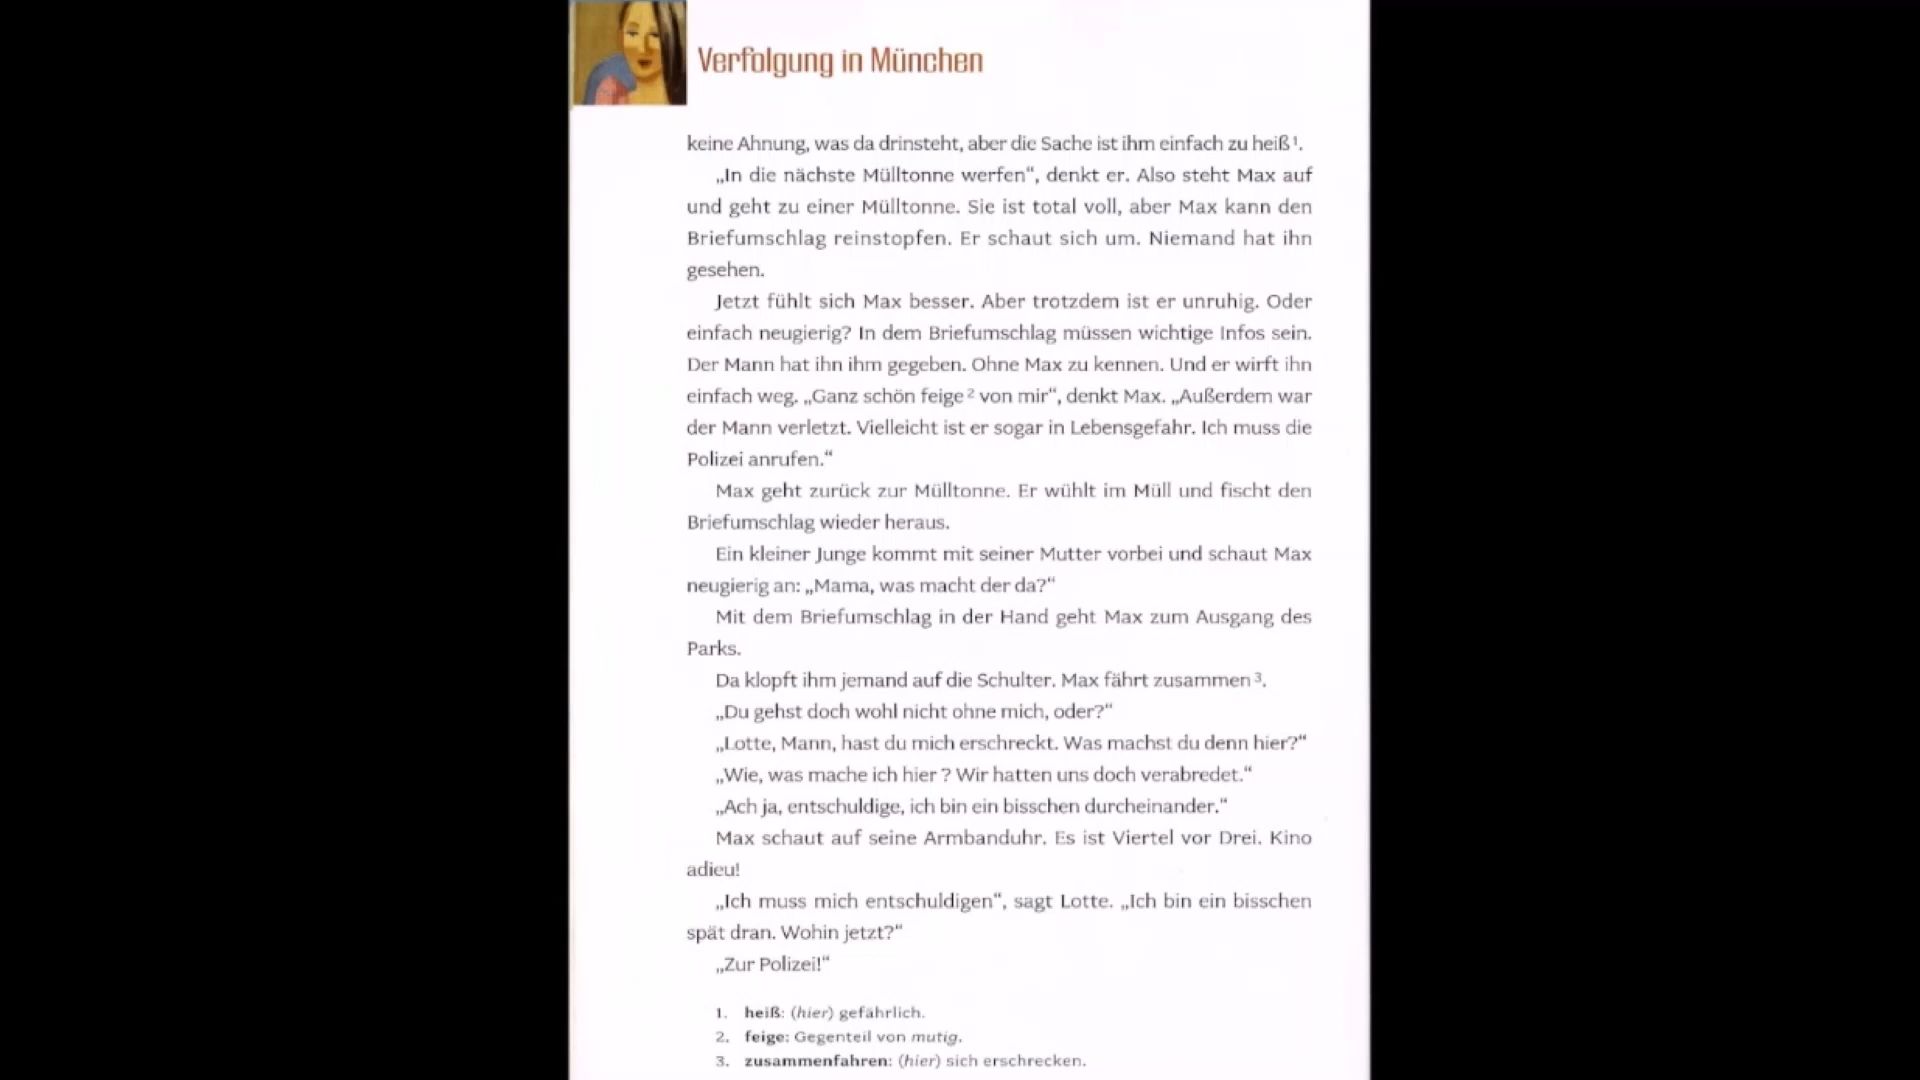 Verfolgung in München
keine Ahnung, was da drinsteht, aber die Sache ist ihm einfach zu heiß¹.
„In die nächste Mülltonne werfen“, denkt er. Also steht Max auf
und geht zu einer Mülltonne. Sie ist total voll, aber Max kann den
Briefumschlag reinstopfen. Er schaut sich um. Niemand hat ihn
gesehen.
Jetzt fühlt sich Max besser. Aber trotzdem ist er unruhig. Oder
einfach neugierig? In dem Briefumschlag müssen wichtige Infos sein.
Der Mann hat ihn ihm gegeben. Ohne Max zu kennen. Und er wirft ihn
einfach weg. „Ganz schön feige² von mir“, denkt Max. „Außerdem war
der Mann verletzt. Vielleicht ist er sogar in Lebensgefahr. Ich muss die
Polizei anrufen.“
Max geht zurück zur Mülltonne. Er wühlt im Müll und fischt den
Briefumschlag wieder heraus.
Ein kleiner Junge kommt mit seiner Mutter vorbei und schaut Max
neugierig an: „Mama, was macht der da?“
Mit dem Briefumschlag in der Hand geht Max zum Ausgang des
Parks.
Da klopft ihm jemand auf die Schulter. Max fährt zusammen³.
„Du gehst doch wohl nicht ohne mich, oder?“
„Lotte, Mann, hast du mich erschreckt. Was machst du denn hier?“
„Wie, was mache ich hier ? Wir hatten uns doch verabredet.“
„Ach ja, entschuldige, ich bin ein bisschen durcheinander.“
Max schaut auf seine Armbanduhr. Es ist Viertel vor Drei. Kino
adieu!
„Ich muss mich entschuldigen“, sagt Lotte. „Ich bin ein bisschen
spät dran. Wohin jetzt?“
„Zur Polizei!“
1. heiß: (hier) gefährlich.
2. feige: Gegenteil von mutig.
3. zusammenfahren: (hier) sich erschrecken.